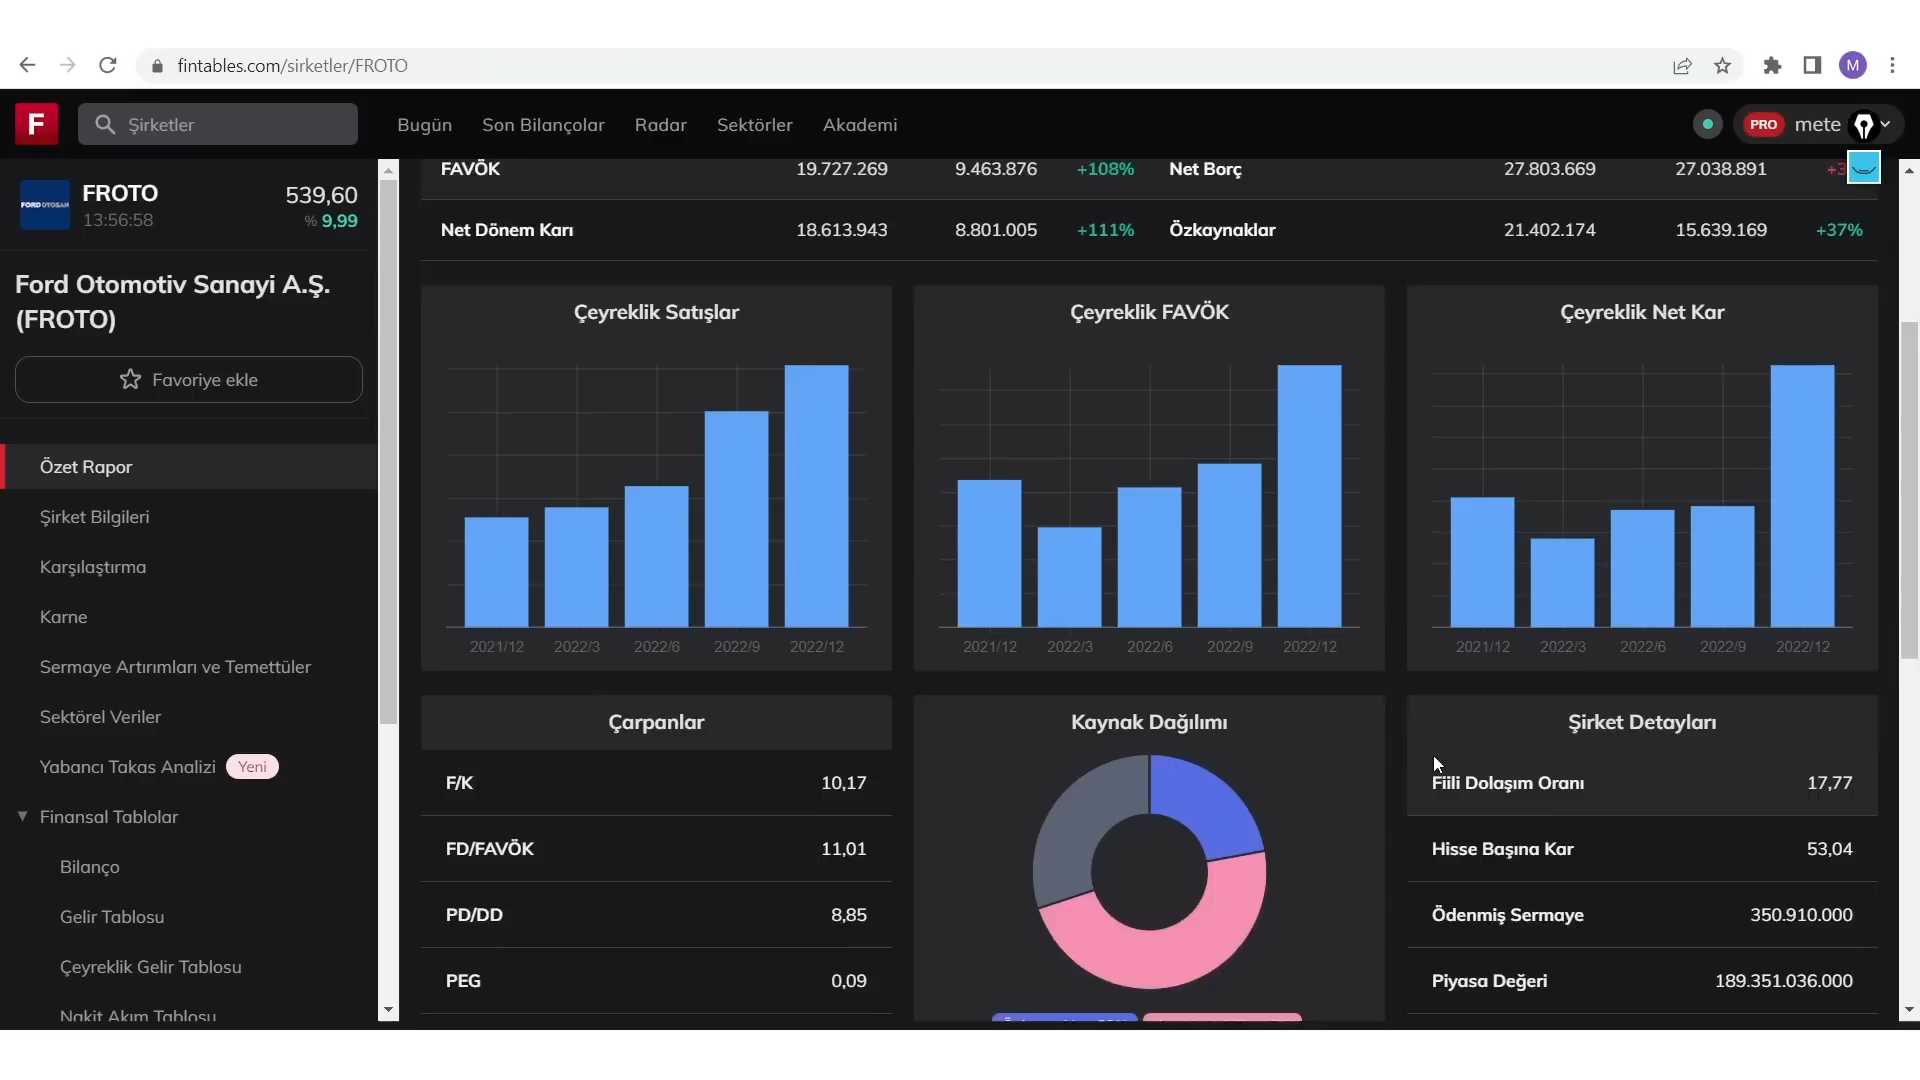 fintables.com/sirketler/FROTO
M
F
Şirketler
Bugün
Son Bilançolar
Radar
Sektörler
Akademi
PRO
mete
FORD OTOSAN
FROTO
539,60
13:56:58
% 9,99
Ford Otomotiv Sanayi A.Ş.
(FROTO)
Favoriye ekle
Özet Rapor
Şirket Bilgileri
Karşılaştırma
Karne
Sermaye Artırımları ve Temettüler
Sektörel Veriler
Yabancı Takas Analizi Yeni
Finansal Tablolar
Bilanço
Gelir Tablosu
Çeyreklik Gelir Tablosu
Nakit Akım Tablosu
FAVÖK 19.727.269 9.463.876 +108% Net Borç 27.803.669 27.038.891 +3
Net Dönem Karı 18.613.943 8.801.005 +111% Özkaynaklar 21.402.174 15.639.169 +37%
Çeyreklik Satışlar
2021/12 2022/3 2022/6 2022/9 2022/12
Çeyreklik FAVÖK
2021/12 2022/3 2022/6 2022/9 2022/12
Çeyreklik Net Kar
2021/12 2022/3 2022/6 2022/9 2022/12
Çarpanlar
F/K 10,17
FD/FAVÖK 11,01
PD/DD 8,85
PEG 0,09
Kaynak Dağılımı
Şirket Detayları
Fiili Dolaşım Oranı 17,77
Hisse Başına Kar 53,04
Ödenmiş Sermaye 350.910.000
Piyasa Değeri 189.351.036.000